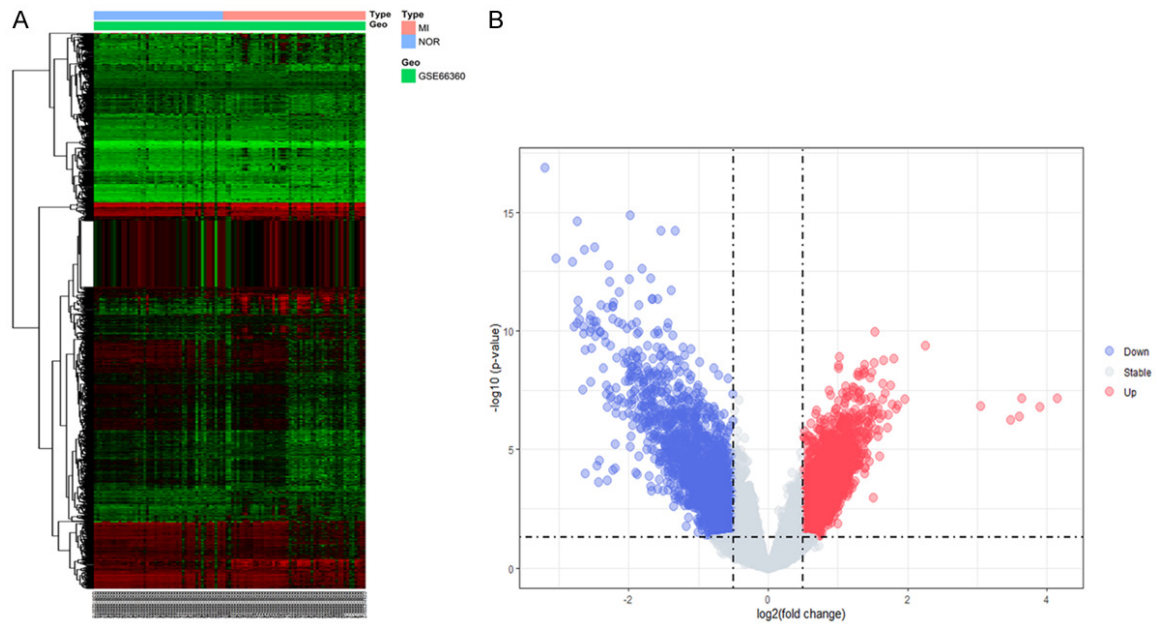 A
Type
Geo
Type
MI
NOR
Geo
GSE66360
B
-log10 (p-value)
15
10
5
0
-2
0
2
4
log2(fold change)
Down
Stable
Up